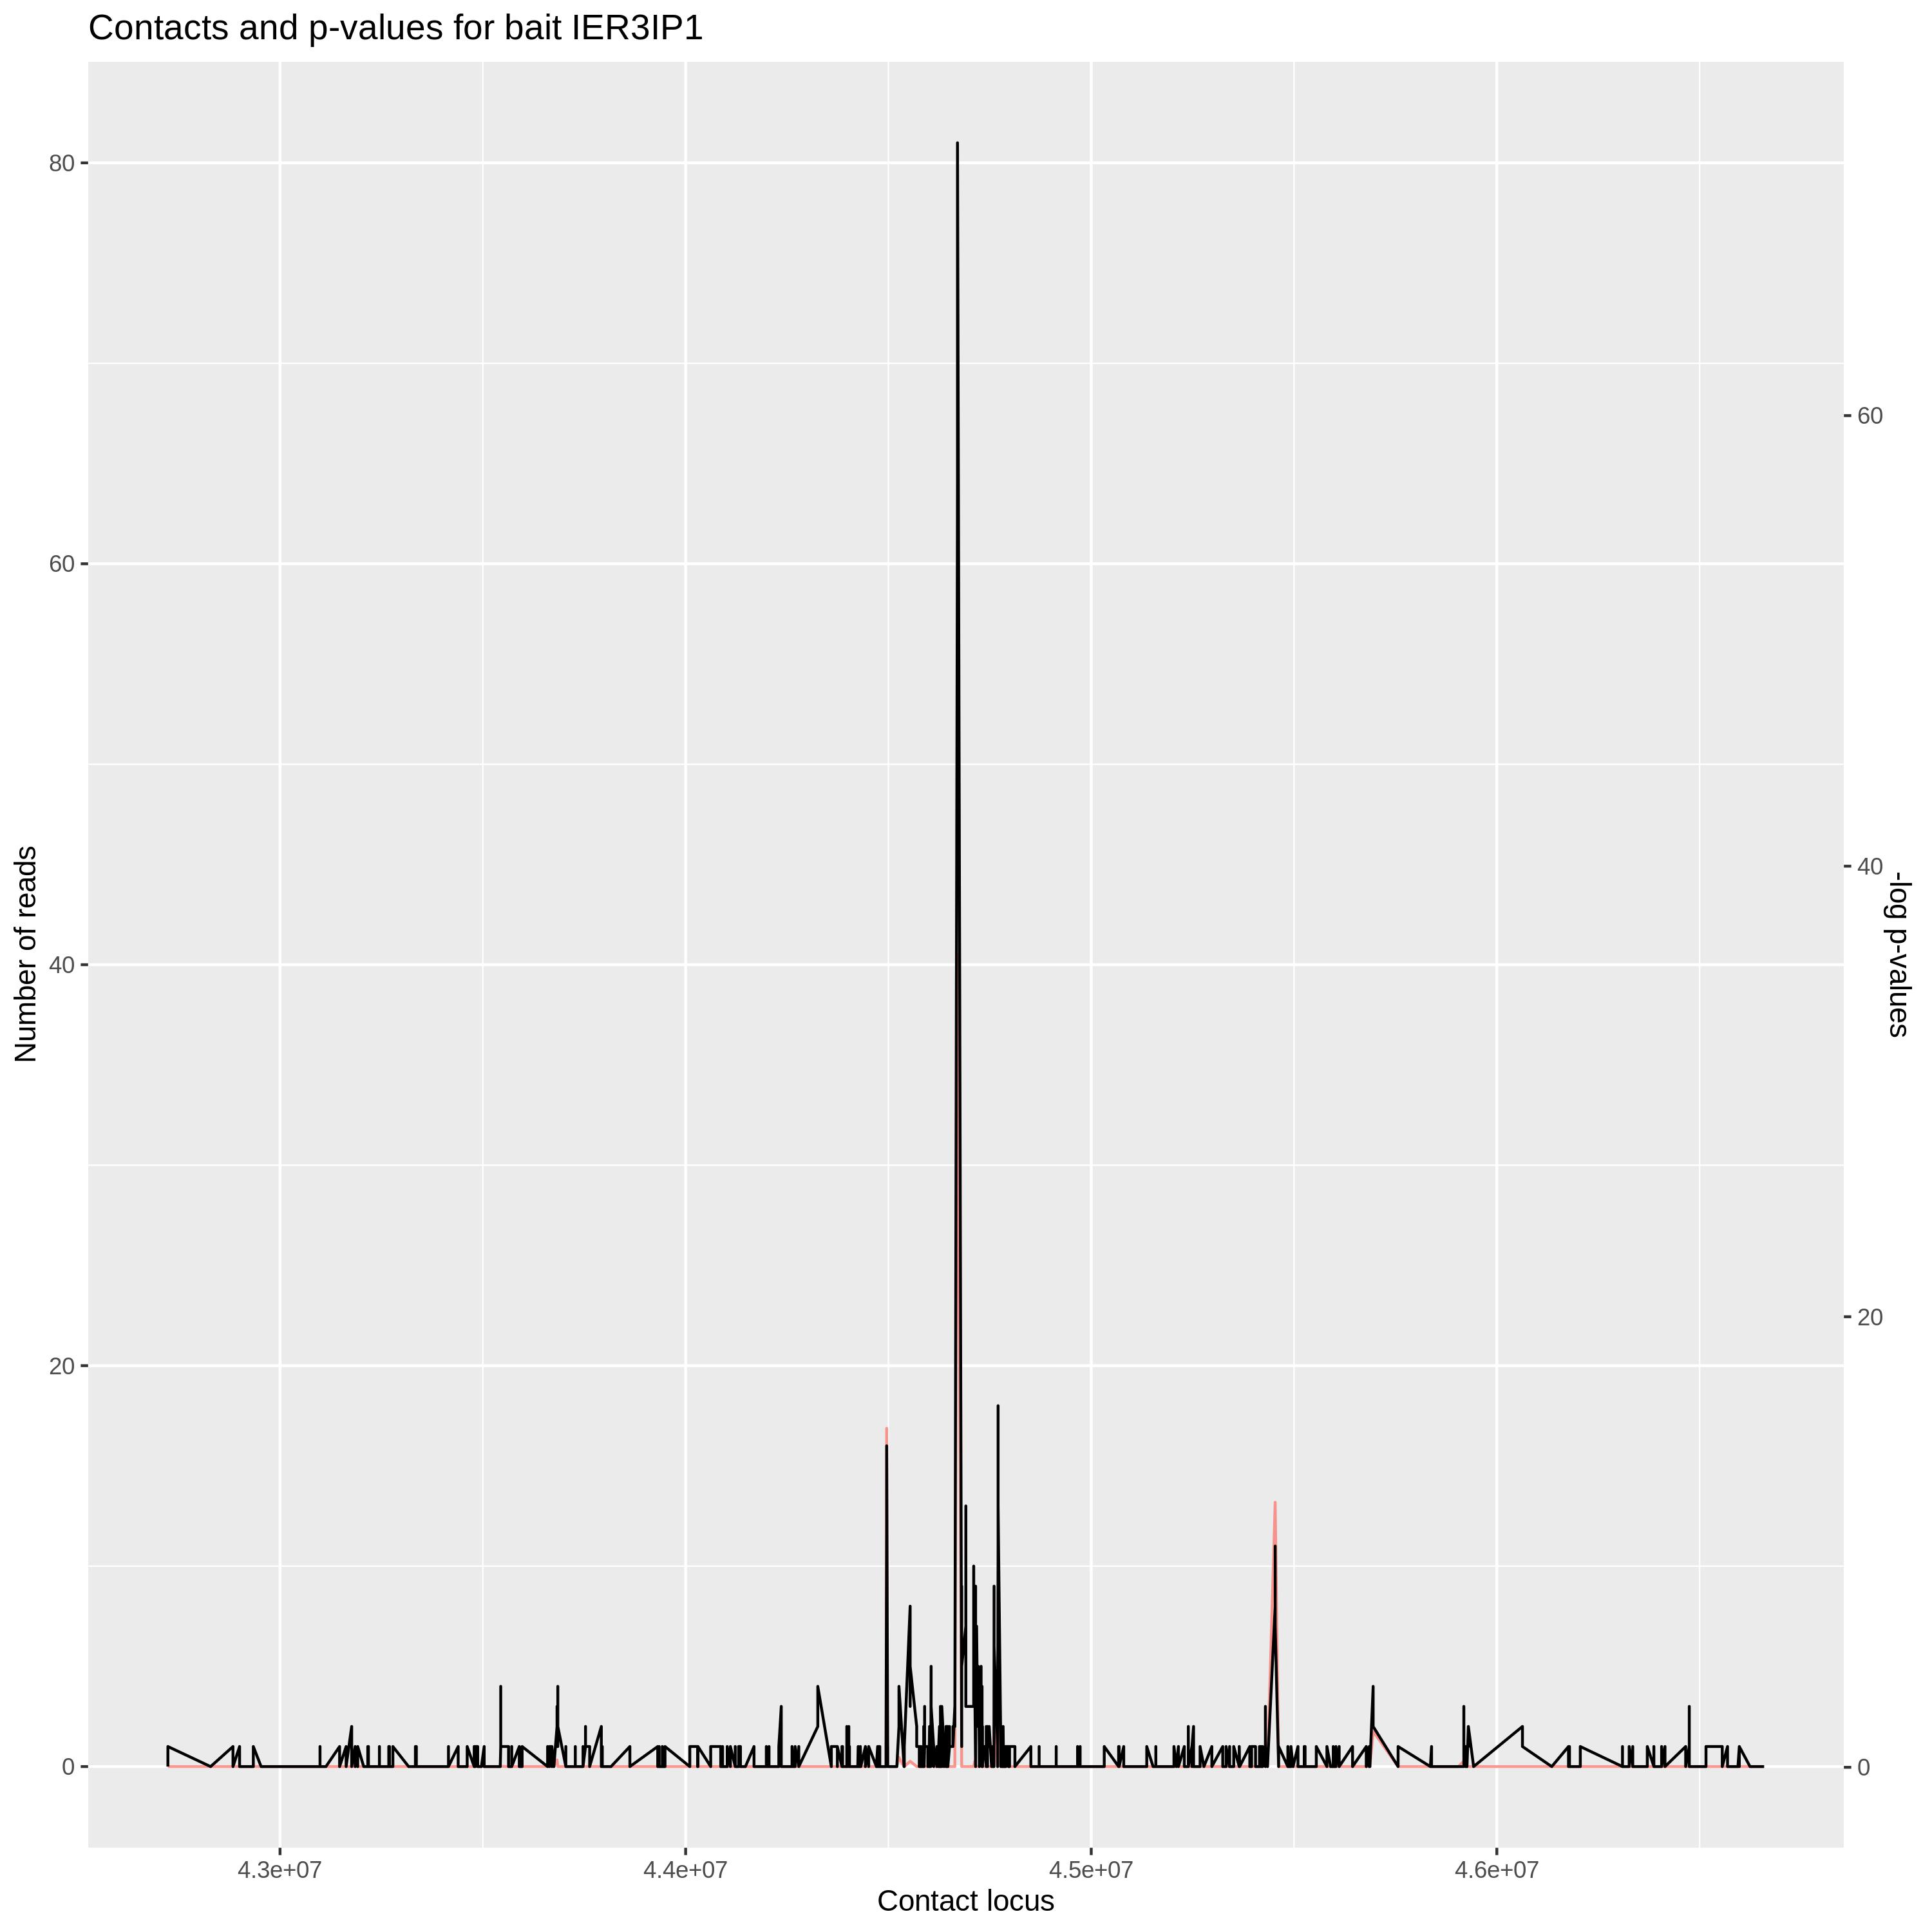 Contacts and p-values for bait IER3IP1
80
60
40
20
0
Number of reads
60
40
20
0
-log p-values
4.3e+07
4.4e+07
4.5e+07
4.6e+07
Contact locus